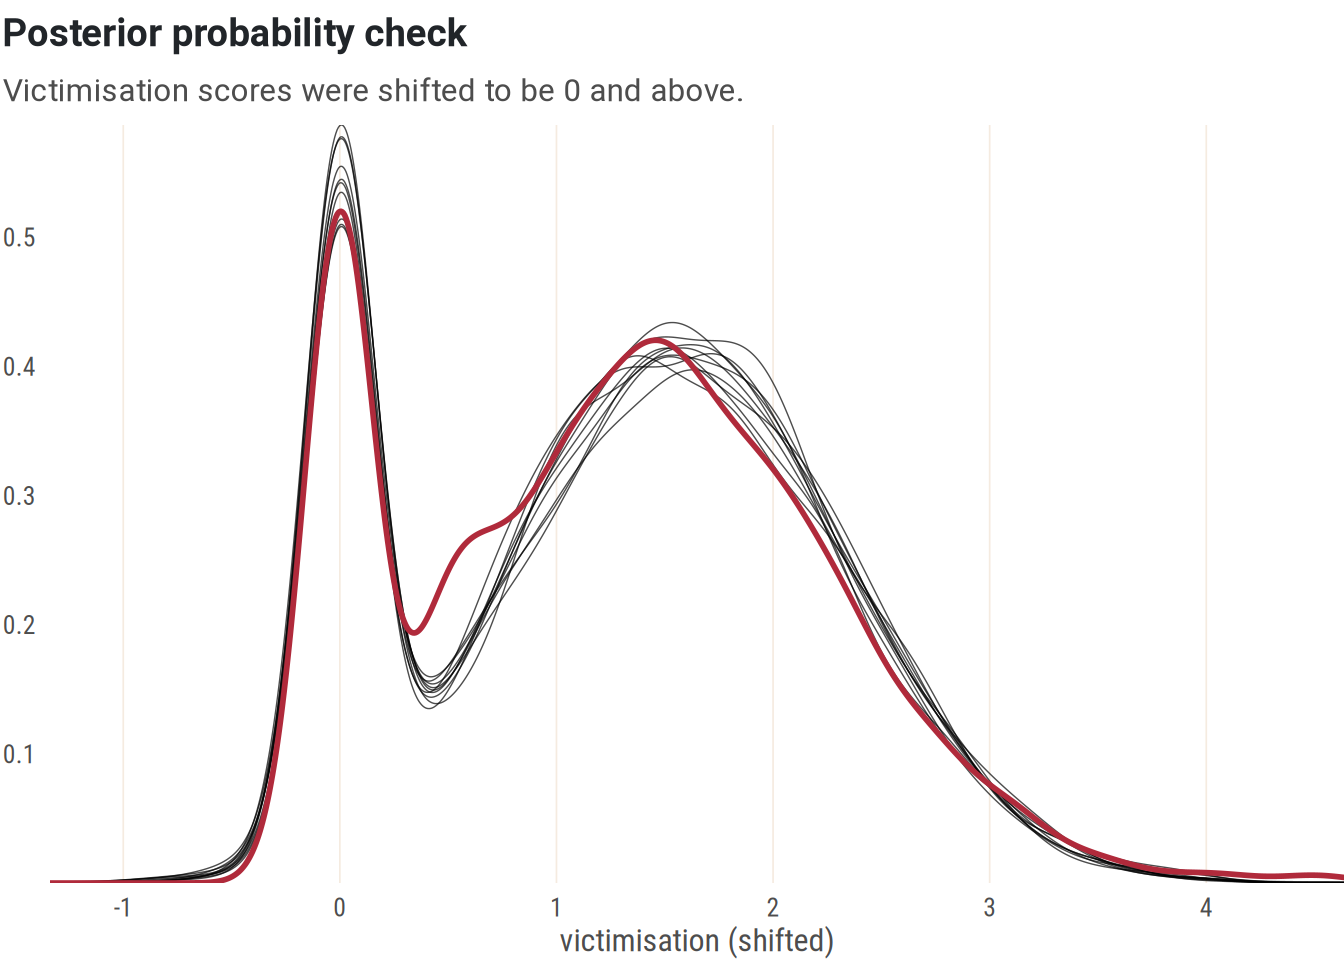 Posterior probability check
Victimisation scores were shifted to be 0 and above.
0.5
0.4
0.3
0.2
0.1
-1 0 1 2 3 4
victimisation (shifted)